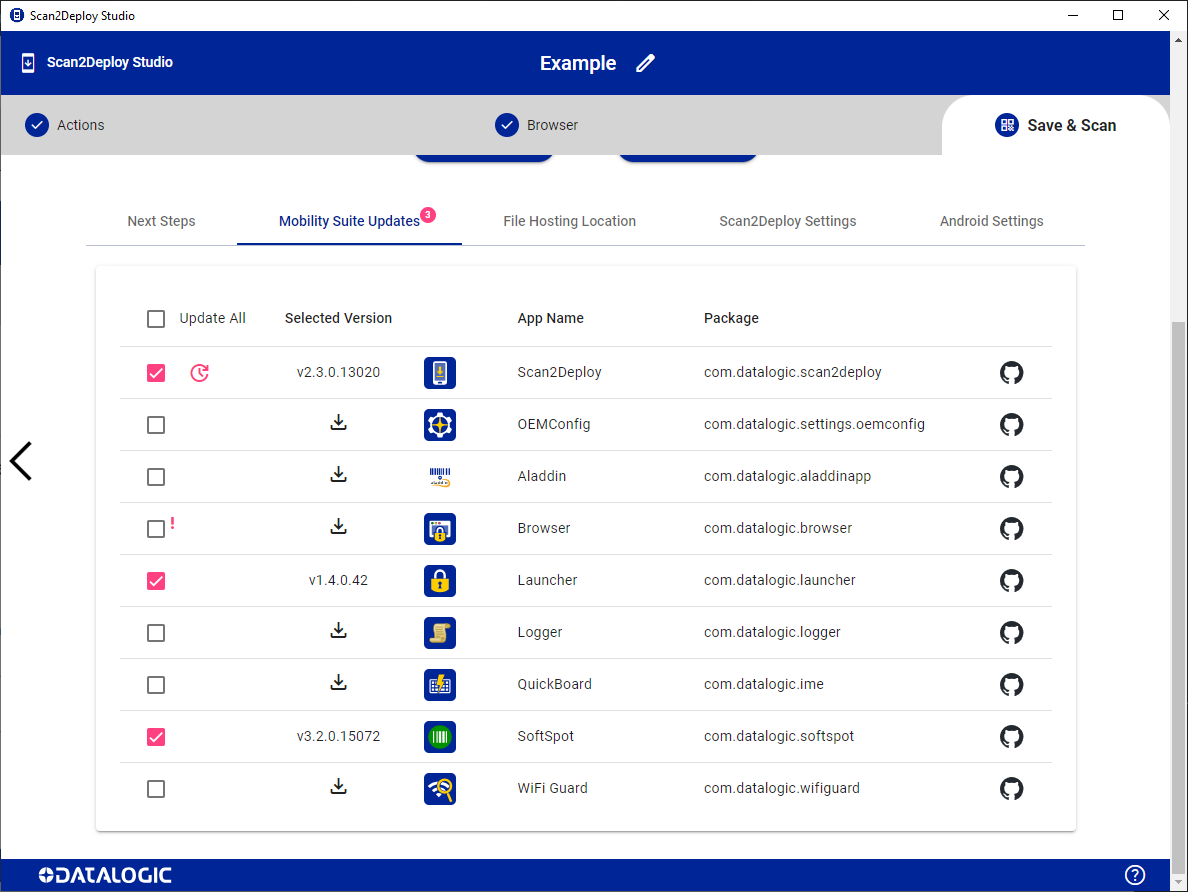 Scan2Deploy Studio
Scan2Deploy Studio
Example
Actions
Browser
Save & Scan
Next Steps
Mobility Suite Updates 3
File Hosting Location
Scan2Deploy Settings
Android Settings
Update All Selected Version App Name Package
v2.3.0.13020 Scan2Deploy com.datalogic.scan2deploy
OEMConfig com.datalogic.settings.oemconfig
Aladdin com.datalogic.aladdinapp
! Browser com.datalogic.browser
v1.4.0.42 Launcher com.datalogic.launcher
Logger com.datalogic.logger
QuickBoard com.datalogic.ime
v3.2.0.15072 SoftSpot com.datalogic.softspot
WiFi Guard com.datalogic.wifiguard
DATALOGIC ?